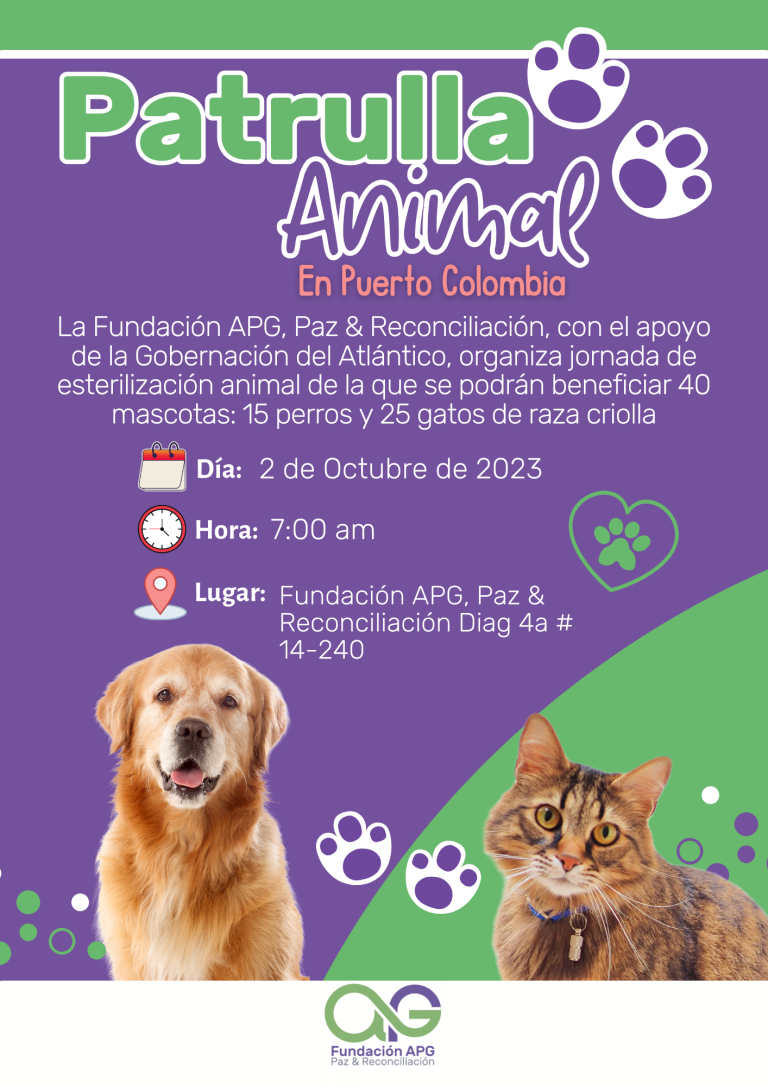 Patrulla
Animal
En Puerto Colombia
La Fundación APG, Paz & Reconciliación, con el apoyo
de la Gobernación del Atlántico, organiza jornada de
esterilización animal de la que se podrán beneficiar 40
mascotas: 15 perros y 25 gatos de raza criolla
Día: 2 de Octubre de 2023
Hora: 7:00 am
Lugar: Fundación APG, Paz &
Reconciliación Diag 4a #
14-240
APG
Fundación APG
Paz & Reconciliación